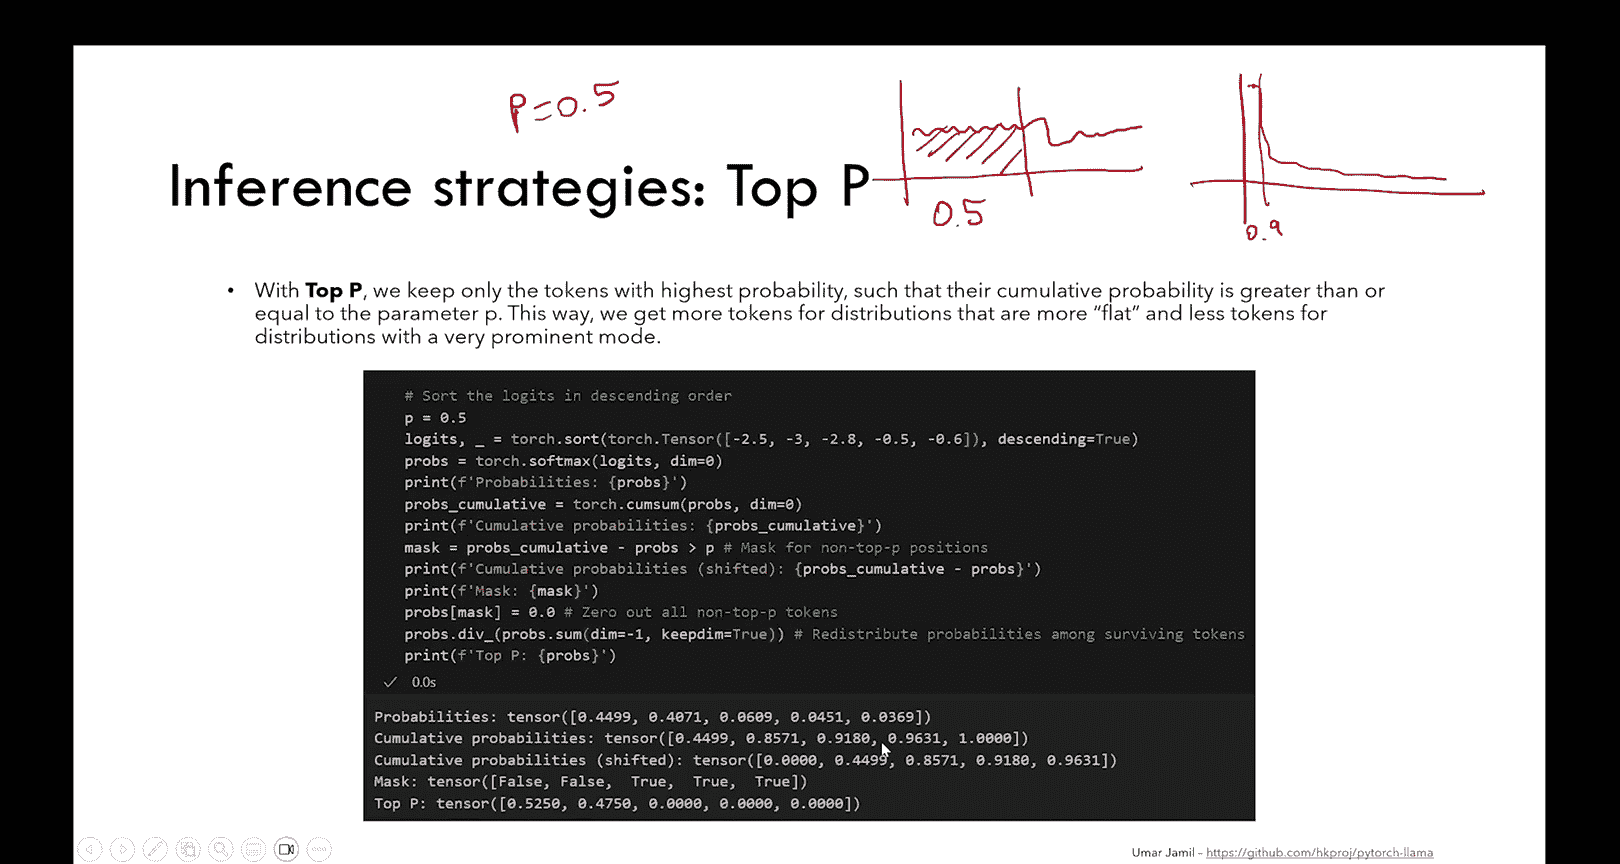 P=0.5
Inference strategies: Top P
0.5
0.9
• With Top P, we keep only the tokens with highest probability, such that their cumulative probability is greater than or
equal to the parameter p. This way, we get more tokens for distributions that are more “flat” and less tokens for
distributions with a very prominent mode.
# Sort the logits in descending order
p = 0.5
logits, _ = torch.sort(torch.Tensor([-2.5, -3, -2.8, -0.5, -0.6]), descending=True)
probs = torch.softmax(logits, dim=0)
print(f'Probabilities: {probs}')
probs_cumulative = torch.cumsum(probs, dim=0)
print(f'Cumulative probabilities: {probs_cumulative}')
mask = probs_cumulative - probs > p # Mask for non-top-p positions
print(f'Cumulative probabilities (shifted): {probs_cumulative - probs}')
print(f'Mask: {mask}')
probs[mask] = 0.0 # Zero out all non-top-p tokens
probs.div_(probs.sum(dim=-1, keepdim=True)) # Redistribute probabilities among surviving tokens
print(f'Top P: {probs}')
✓ 0.0s
Probabilities: tensor([0.4499, 0.4071, 0.0609, 0.0451, 0.0369])
Cumulative probabilities: tensor([0.4499, 0.8571, 0.9180, 0.9631, 1.0000])
Cumulative probabilities (shifted): tensor([0.0000, 0.4499, 0.8571, 0.9180, 0.9631])
Mask: tensor([False, False, True, True, True])
Top P: tensor([0.5250, 0.4750, 0.0000, 0.0000, 0.0000])
Umar Jamil - https://github.com/hkproj/pytorch-llama